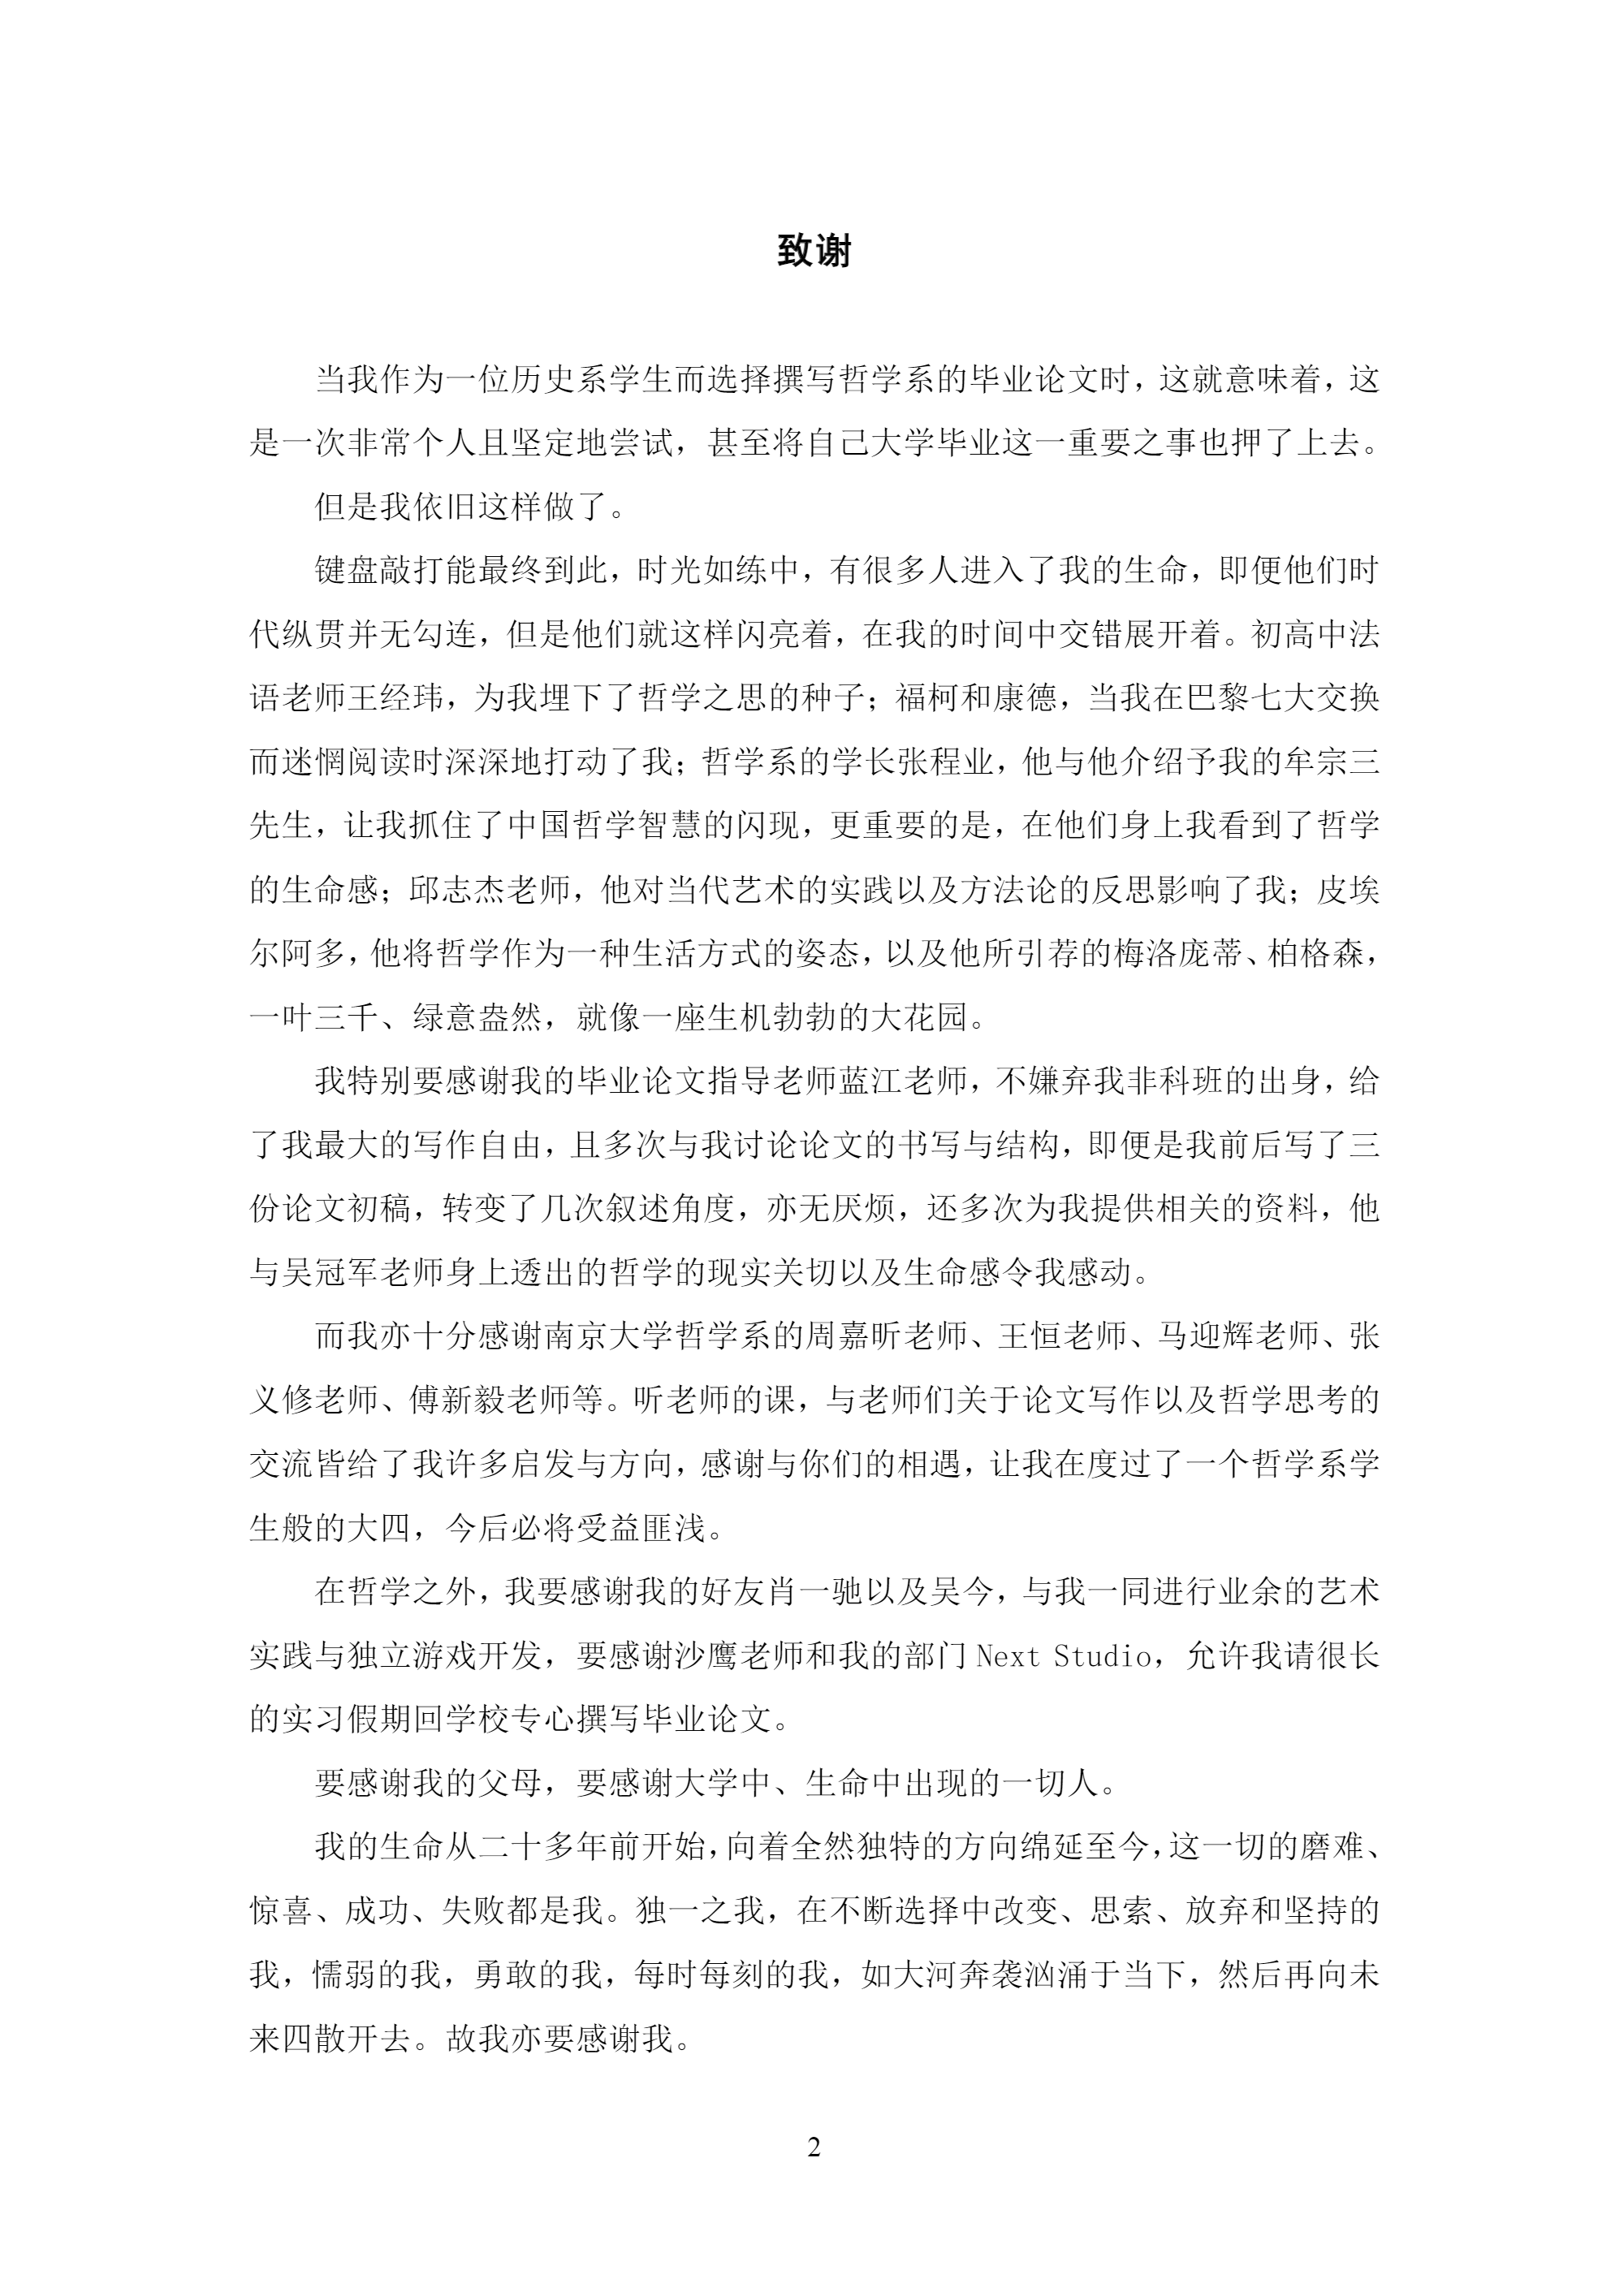 致谢
当我作为一位历史系学生而选择撰写哲学系的毕业论文时，这就意味着，这
是一次非常个人且坚定地尝试，甚至将自己大学毕业这一重要之事也押了上去。
但是我依旧这样做了。
键盘敲打能最终到此，时光如练中，有很多人进入了我的生命，即便他们时
代纵贯并无勾连，但是他们就这样闪亮着，在我的时间中交错展开着。初高中法
语老师王经玮，为我埋下了哲学之思的种子；福柯和康德，当我在巴黎七大交换
而迷惘阅读时深深地打动了我；哲学系的学长张程业，他与他介绍予我的牟宗三
先生，让我抓住了中国哲学智慧的闪现，更重要的是，在他们身上我看到了哲学
的生命感；邱志杰老师，他对当代艺术的实践以及方法论的反思影响了我；皮埃
尔阿多，他将哲学作为一种生活方式的姿态，以及他所引荐的梅洛庞蒂、柏格森，
一叶三千、绿意盎然，就像一座生机勃勃的大花园。
我特别要感谢我的毕业论文指导老师蓝江老师，不嫌弃我非科班的出身，给
了我最大的写作自由，且多次与我讨论论文的书写与结构，即便是我前后写了三
份论文初稿，转变了几次叙述角度，亦无厌烦，还多次为我提供相关的资料，他
与吴冠军老师身上透出的哲学的现实关切以及生命感令我感动。
而我亦十分感谢南京大学哲学系的周嘉昕老师、王恒老师、马迎辉老师、张
义修老师、傅新毅老师等。听老师的课，与老师们关于论文写作以及哲学思考的
交流皆给了我许多启发与方向，感谢与你们的相遇，让我在度过了一个哲学系学
生般的大四，今后必将受益匪浅。
在哲学之外，我要感谢我的好友肖一驰以及吴今，与我一同进行业余的艺术
实践与独立游戏开发，要感谢沙鹰老师和我的部门 Next Studio，允许我请很长
的实习假期回学校专心撰写毕业论文。
要感谢我的父母，要感谢大学中、生命中出现的一切人。
我的生命从二十多年前开始，向着全然独特的方向绵延至今，这一切的磨难、
惊喜、成功、失败都是我。独一之我，在不断选择中改变、思索、放弃和坚持的
我，懦弱的我，勇敢的我，每时每刻的我，如大河奔袭汹涌于当下，然后再向未
来四散开去。故我亦要感谢我。
2